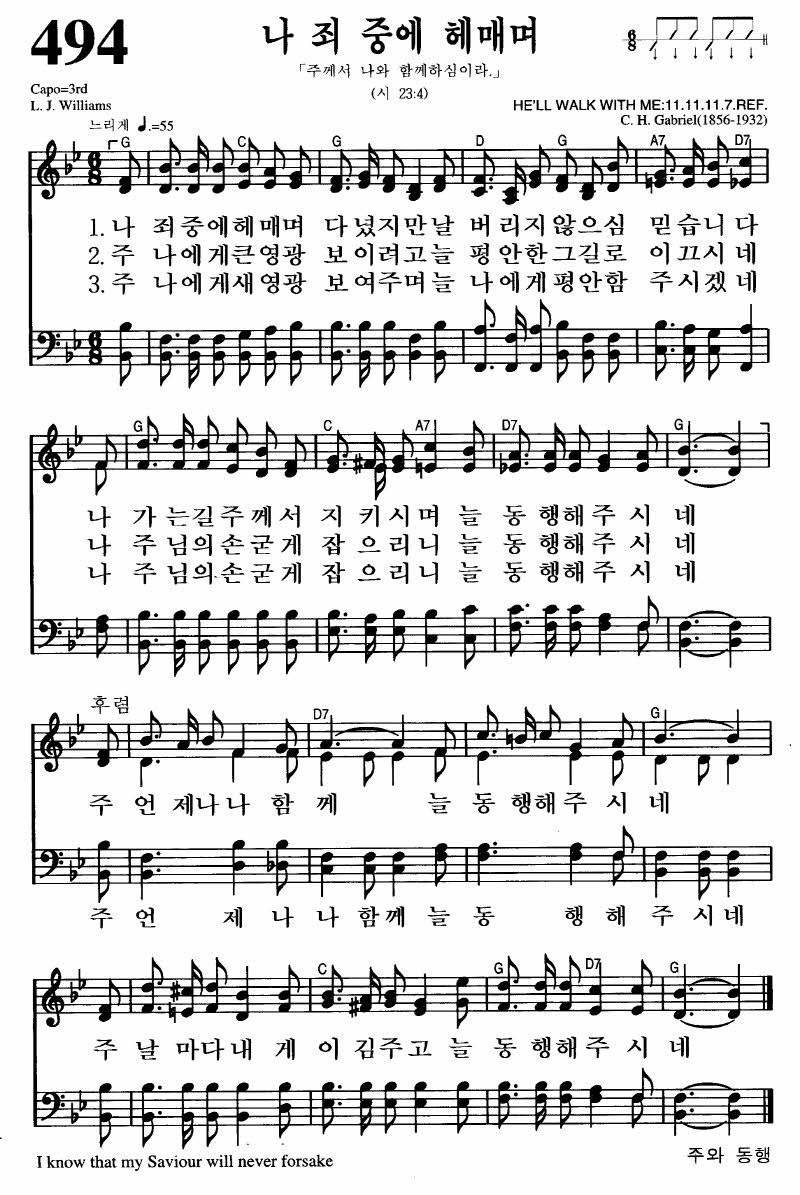 494
나 죄 중에 헤매며
「주께서 나와 함께하심이라.」
(시 23:4)
6
8
Capo=3rd
L. J. Williams
HE'LL WALK WITH ME:11.11.11.7.REF.
C. H. Gabriel(1856-1932)
느리게 ♩.=55
G C G D G A7 D7
1. 나 죄중에헤매며 다녔지만날 버리지않으심 믿습니다
2. 주 나에게큰영광 보이려고늘 평안한그길로 이끄시네
3. 주 나에게새영광 보여주며늘 나에게평안함 주시겠네
G C A7 D7 G
나 가는길주께서 지키시며 늘 동행해주시네
나 주님의손굳게 잡으리니 늘 동행해주시네
나 주님의손굳게 잡으리니 늘 동행해주시네
후렴
D7 G
주 언제나나함께 늘동행해주시네
주 언 제나나함께늘동 행해주시네
G C G D7 G
주 날마다내게이김주고늘동행해주시네
I know that my Saviour will never forsake
주와 동행